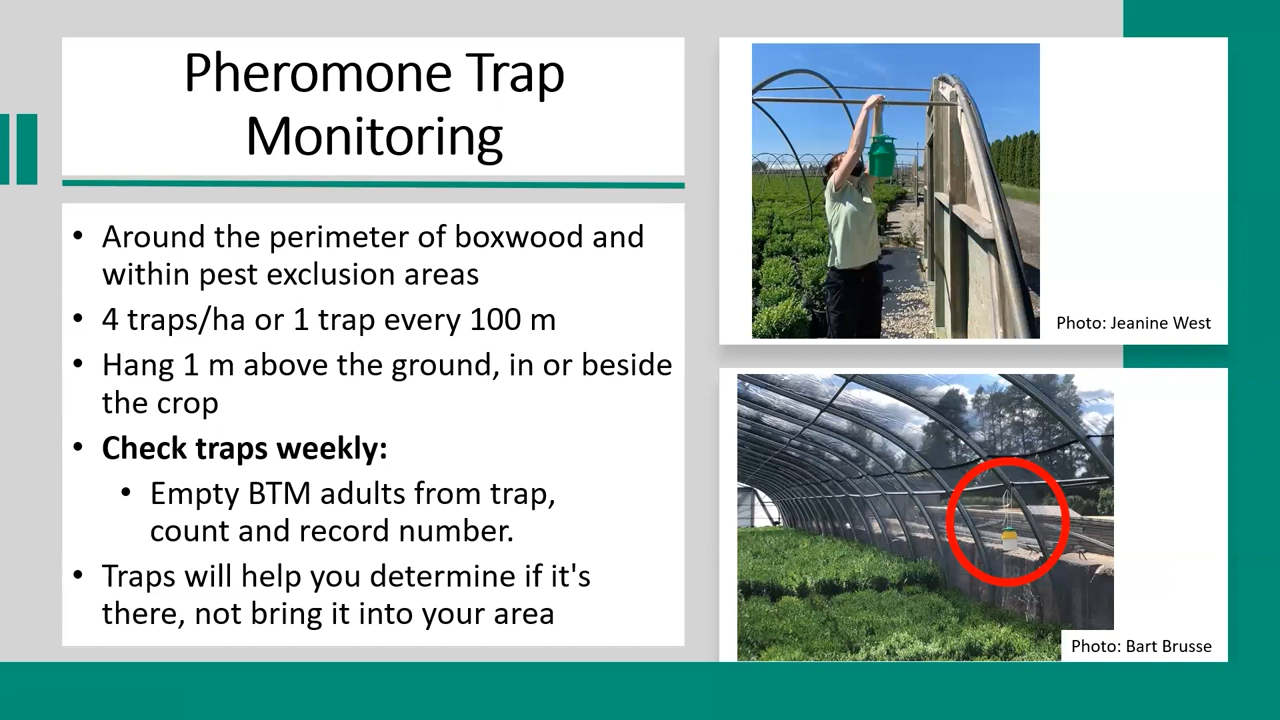 Pheromone Trap
Monitoring
• Around the perimeter of boxwood and
within pest exclusion areas
• 4 traps/ha or 1 trap every 100 m
• Hang 1 m above the ground, in or beside
the crop
• Check traps weekly:
• Empty BTM adults from trap,
count and record number.
• Traps will help you determine if it's
there, not bring it into your area
Photo: Jeanine West
Photo: Bart Brusse